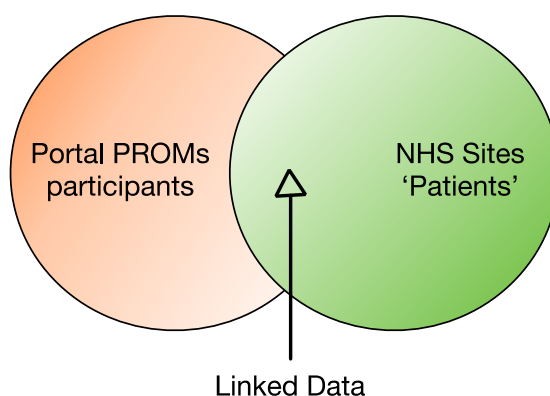 Portal PROMs
participants
NHS Sites
‘Patients’
Linked Data